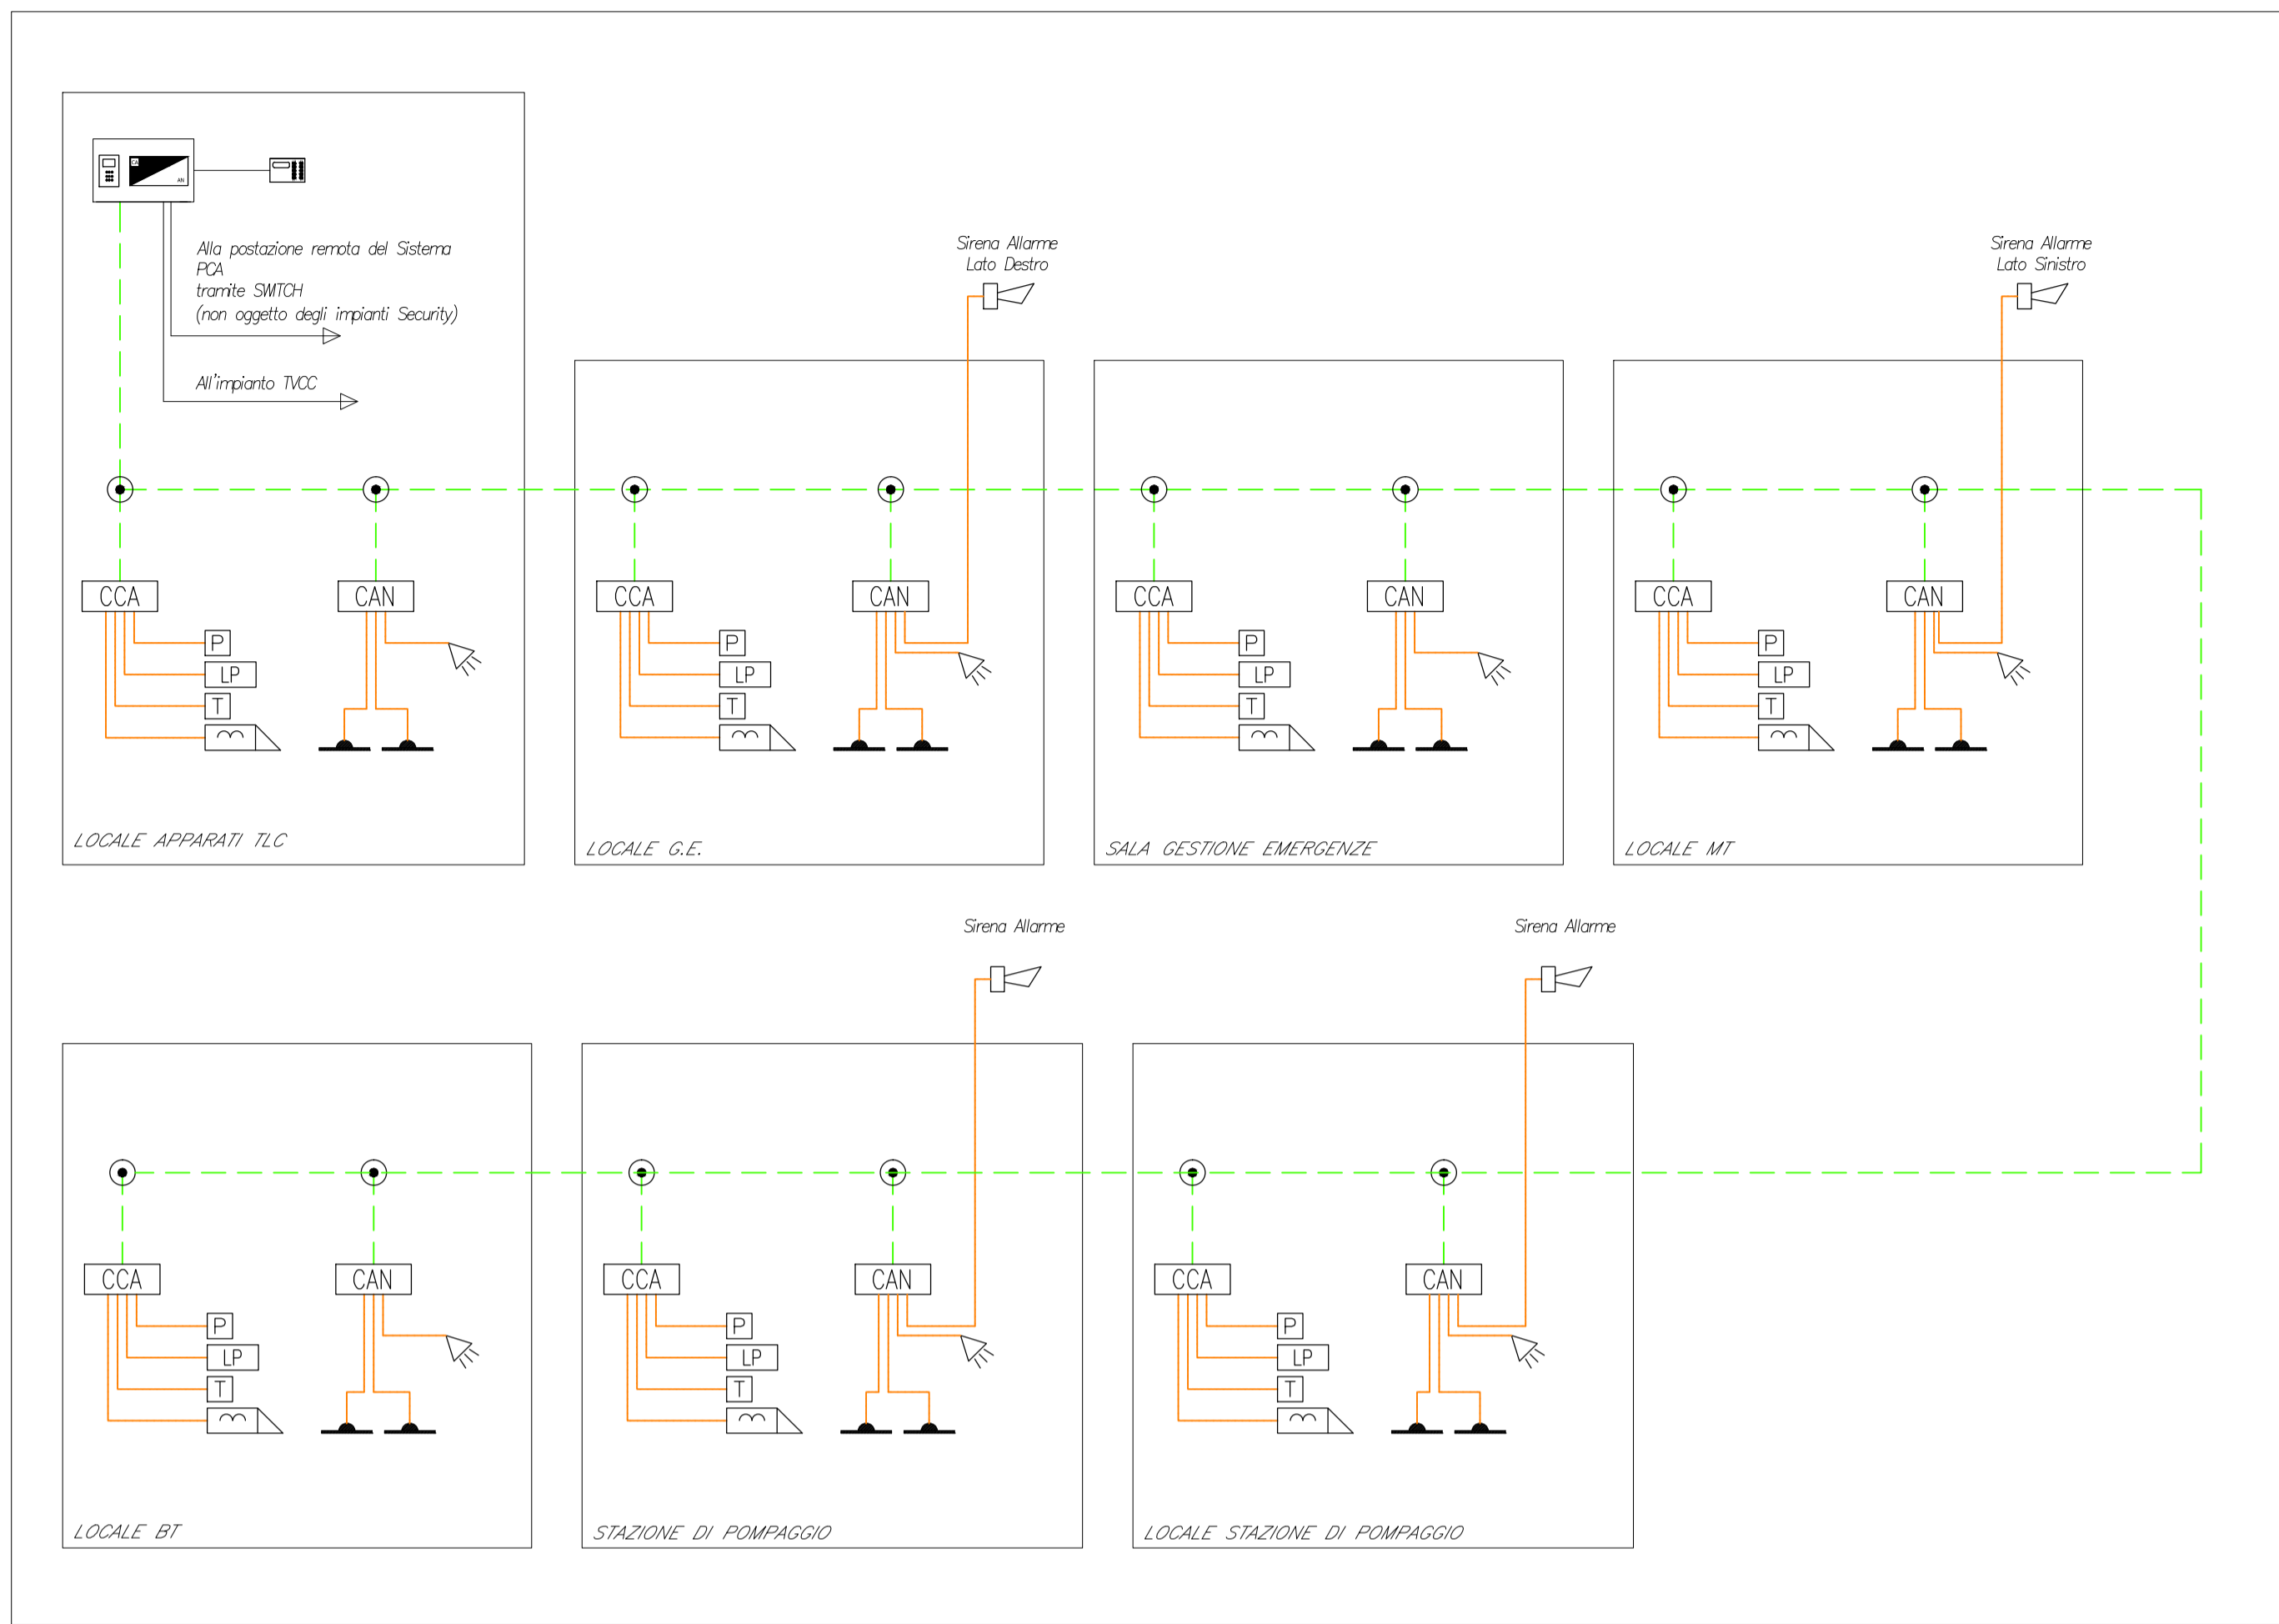 CA
AN
Alla postazione remota del Sistema
PCA
tramite SWITCH
(non oggetto degli impianti Security)
All'impianto TVCC
CCA
CAN
P
LP
T
LOCALE APPARATI TLC
Sirena Allarme
Lato Destro
CCA
CAN
P
LP
T
LOCALE G.E.
CCA
CAN
P
LP
T
SALA GESTIONE EMERGENZE
Sirena Allarme
Lato Sinistro
CCA
CAN
P
LP
T
LOCALE MT
CCA
CAN
P
LP
T
LOCALE BT
Sirena Allarme
CCA
CAN
P
LP
T
STAZIONE DI POMPAGGIO
Sirena Allarme
CCA
CAN
P
LP
T
LOCALE STAZIONE DI POMPAGGIO